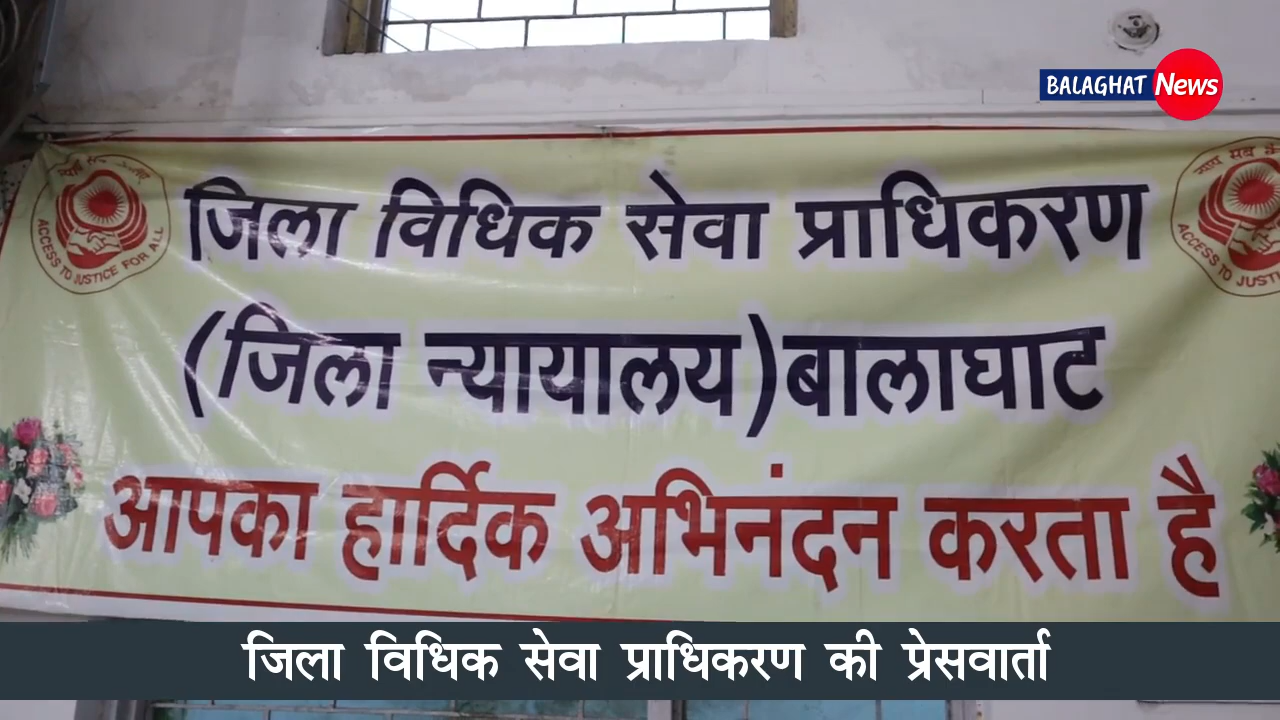 BALAGHAT News
जिला विधिक सेवा प्राधिकरण
(जिला न्यायालय) बालाघाट
आपका हार्दिक अभिनंदन करता है
ACCESS TO JUSTICE FOR ALL
जिला विधिक सेवा प्राधिकरण की प्रेसवार्ता